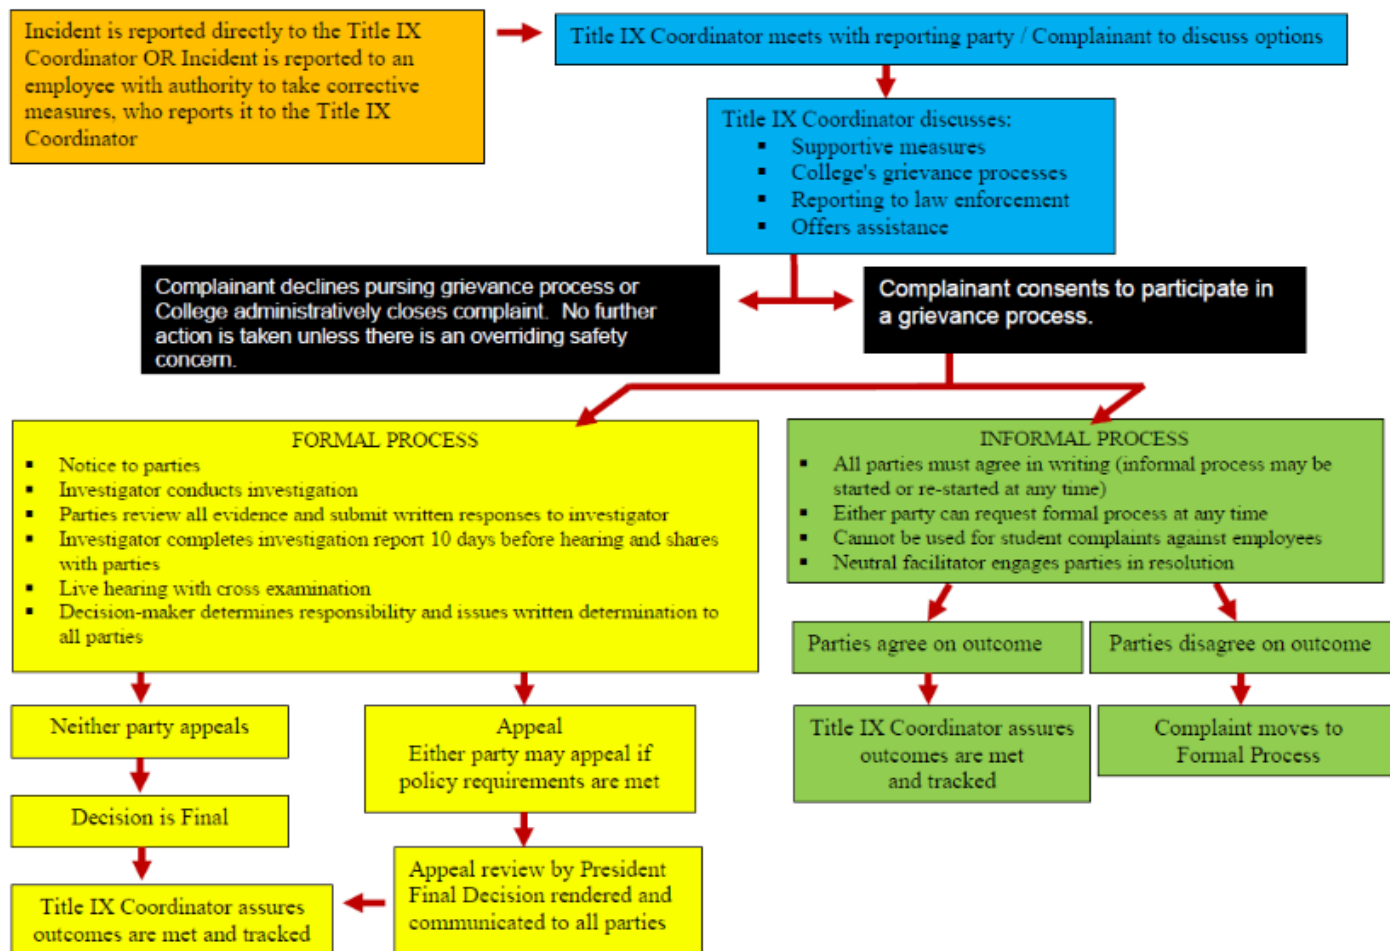 Incident is reported directly to the Title IX
Coordinator OR Incident is reported to an
employee with authority to take corrective
measures, who reports it to the Title IX
Coordinator
Title IX Coordinator meets with reporting party / Complainant to discuss options
Title IX Coordinator discusses:
▪ Supportive measures
▪ College's grievance processes
▪ Reporting to law enforcement
▪ Offers assistance
Complainant declines pursing grievance process or
College administratively closes complaint. No further
action is taken unless there is an overriding safety
concern.
Complainant consents to participate in
a grievance process.
FORMAL PROCESS
▪ Notice to parties
▪ Investigator conducts investigation
▪ Parties review all evidence and submit written responses to investigator
▪ Investigator completes investigation report 10 days before hearing and shares
with parties
▪ Live hearing with cross examination
▪ Decision-maker determines responsibility and issues written determination to
all parties
INFORMAL PROCESS
▪ All parties must agree in writing (informal process may be
started or re-started at any time)
▪ Either party can request formal process at any time
▪ Cannot be used for student complaints against employees
▪ Neutral facilitator engages parties in resolution
Parties agree on outcome
Parties disagree on outcome
Title IX Coordinator assures
outcomes are met
and tracked
Complaint moves to
Formal Process
Neither party appeals
Appeal
Either party may appeal if
policy requirements are met
Decision is Final
Appeal review by President
Final Decision rendered and
communicated to all parties
Title IX Coordinator assures
outcomes are met and tracked